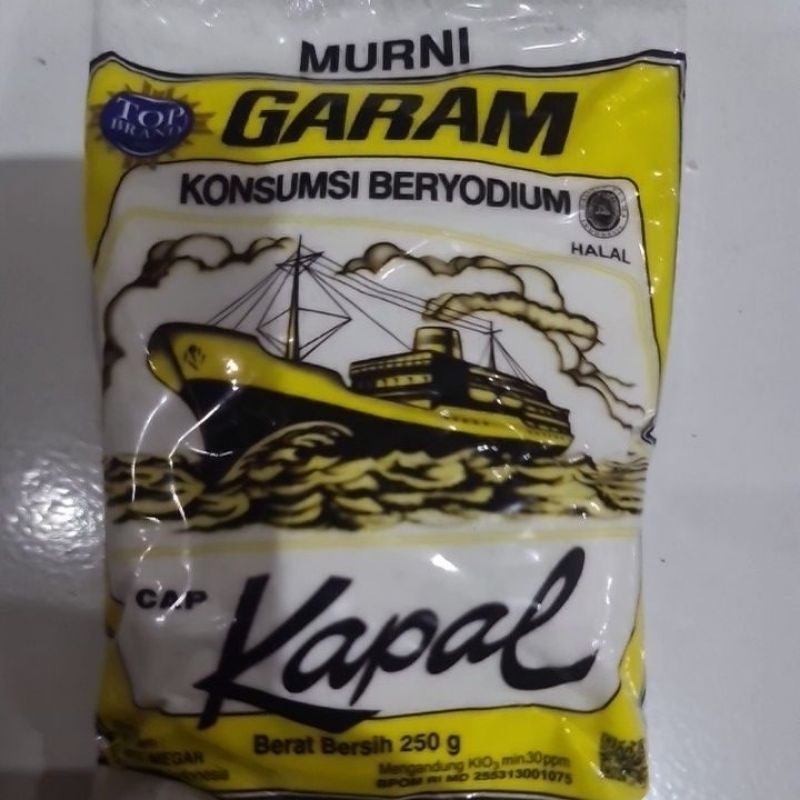 MURNI
TOP
BRAND
GARAM
KONSUMSI BERYODIUM
HALAL
CAP
Kapal
Berat Bersih 250 g
MEGAR
Mengandung KIO₃ min.30ppm
BPOM RI MD 255313001075